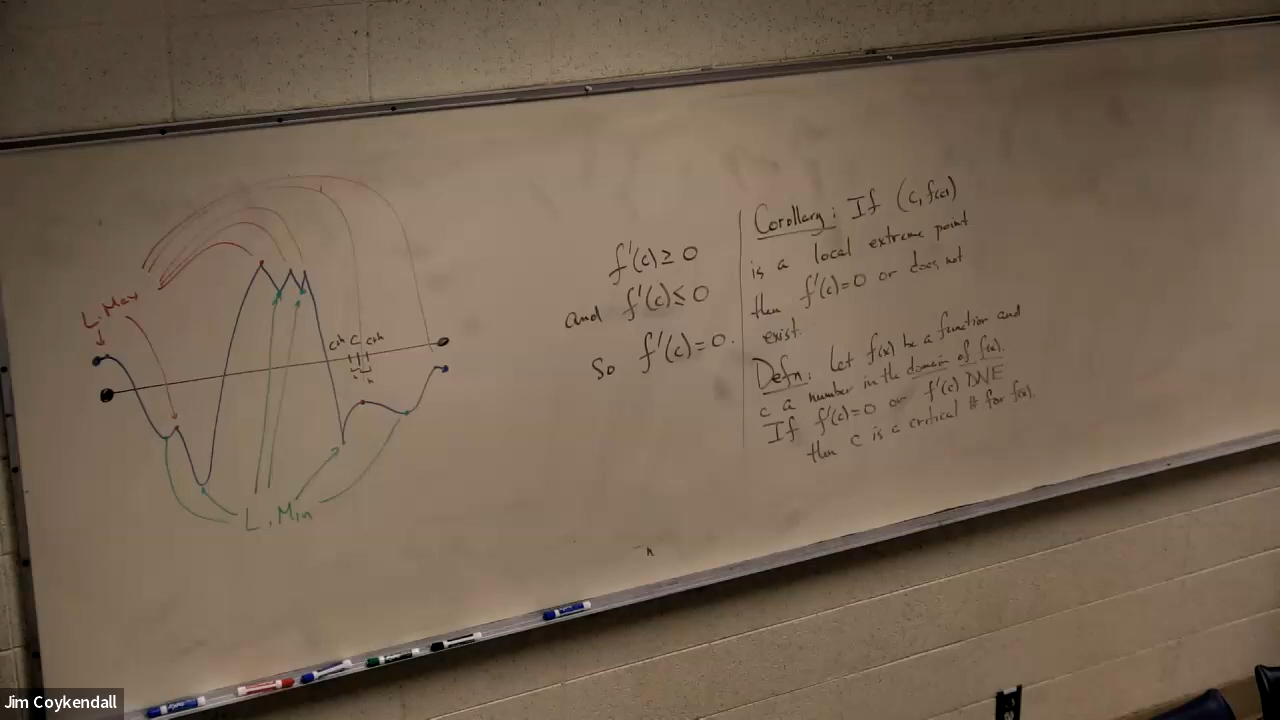 L. Max
c-h c c+h
h h
L. Min
f'(c) ≥ 0
and f'(c) ≤ 0
So f'(c) = 0.
Corollary: If (c, f(c))
is a local extreme point
then f'(c) = 0 or does not
exist.
Defn: Let f(x) be a function and
c a number in the domain of f(x).
If f'(c) = 0 or f'(c) DNE
then c is a critical # for f(x).
Jim Coykendall